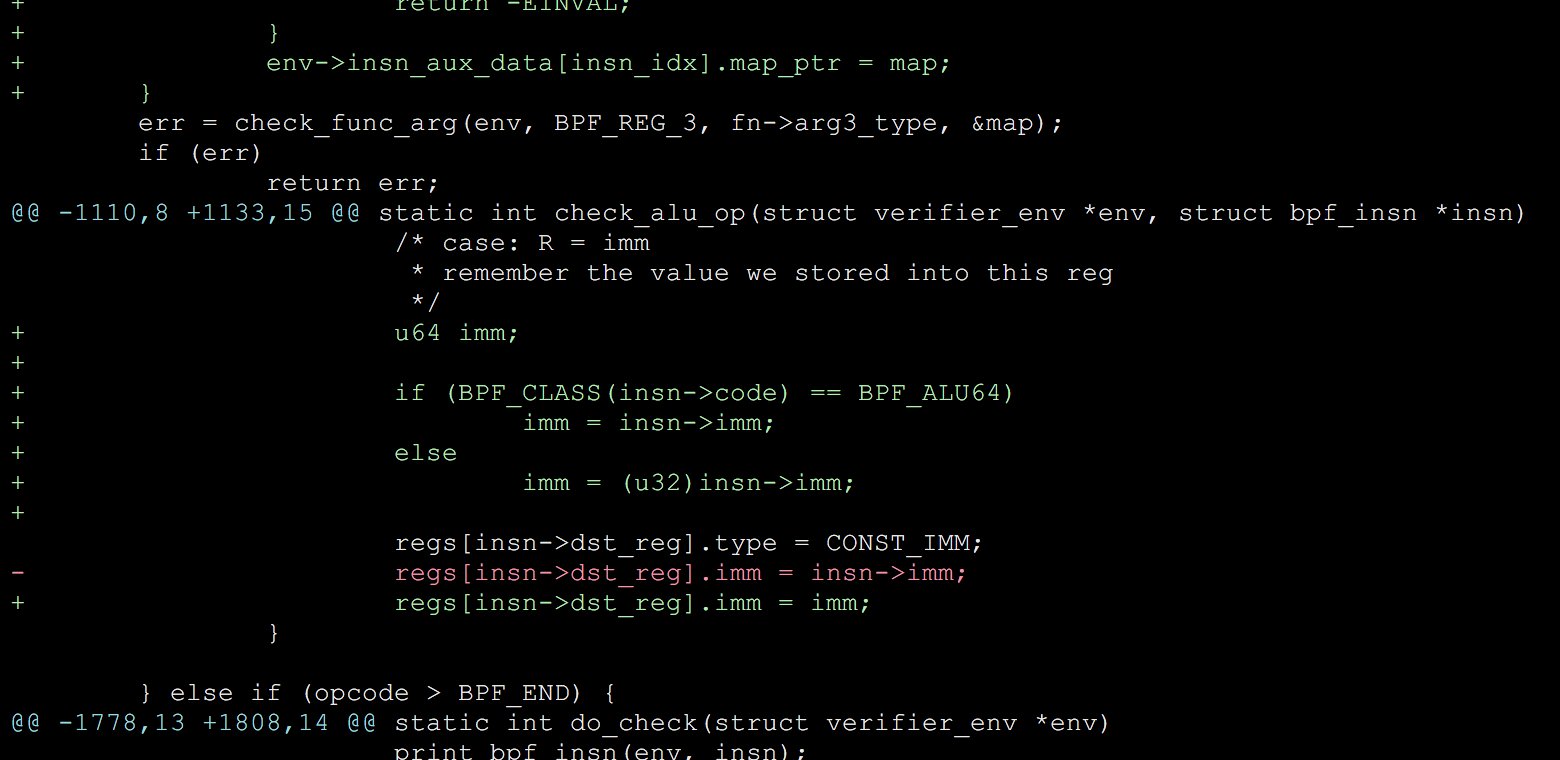 + return -EINVAL;
+ }
+ env->insn_aux_data[insn_idx].map_ptr = map;
+ }
err = check_func_arg(env, BPF_REG_3, fn->arg3_type, &map);
if (err)
return err;
@@ -1110,8 +1133,15 @@ static int check_alu_op(struct verifier_env *env, struct bpf_insn *insn)
/* case: R = imm
* remember the value we stored into this reg
*/
+ u64 imm;
+
+ if (BPF_CLASS(insn->code) == BPF_ALU64)
+ imm = insn->imm;
+ else
+ imm = (u32)insn->imm;
+
regs[insn->dst_reg].type = CONST_IMM;
- regs[insn->dst_reg].imm = insn->imm;
+ regs[insn->dst_reg].imm = imm;
}
} else if (opcode > BPF_END) {
@@ -1778,13 +1808,14 @@ static int do_check(struct verifier_env *env)
print_bpf_insn(env, insn);